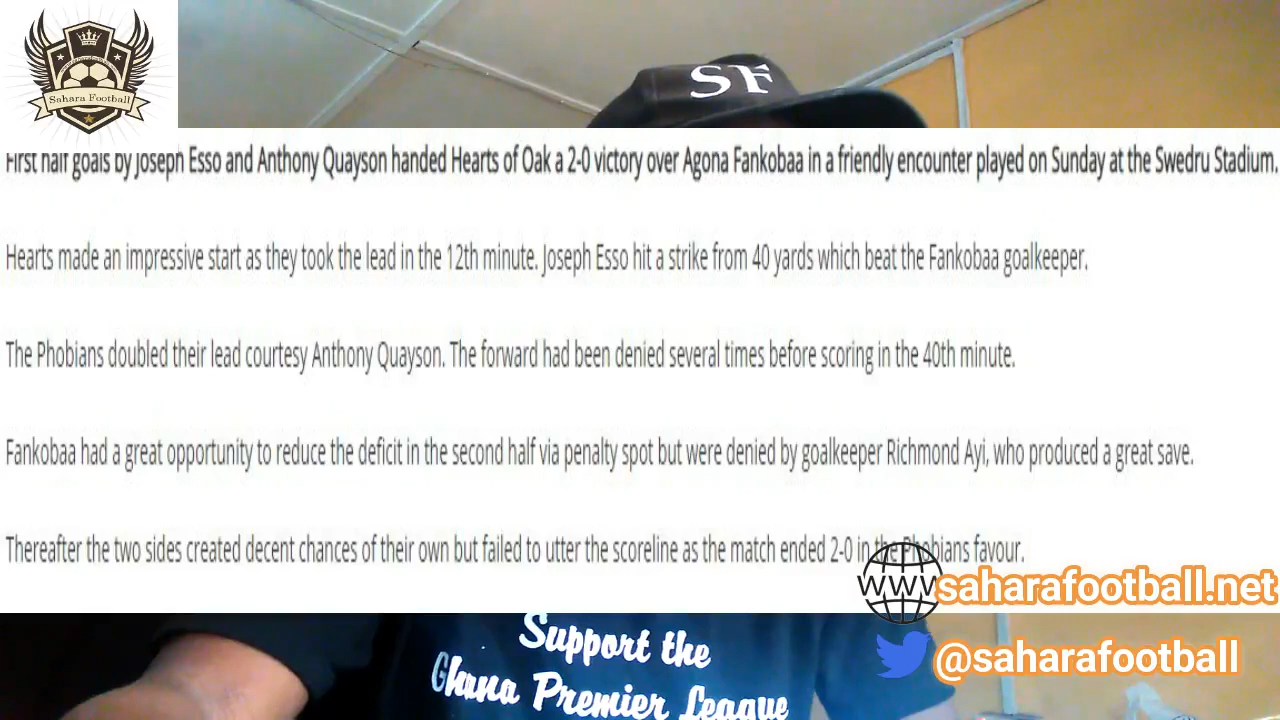 SF
Sahara Football
First half goals by Joseph Esso and Anthony Quayson handed Hearts of Oak a 2-0 victory over Agona Fankobaa in a friendly encounter played on Sunday at the Swedru Stadium.
Hearts made an impressive start as they took the lead in the 12th minute. Joseph Esso hit a strike from 40 yards which beat the Fankobaa goalkeeper.
The Phobians doubled their lead courtesy Anthony Quayson. The forward had been denied several times before scoring in the 40th minute.
Fankobaa had a great opportunity to reduce the deficit in the second half via penalty spot but were denied by goalkeeper Richmond Ayi, who produced a great save.
Thereafter the two sides created decent chances of their own but failed to utter the scoreline as the match ended 2-0 in the Phobians favour.
www saharafootball.net
@saharafootball
Support the
Ghana Premier League